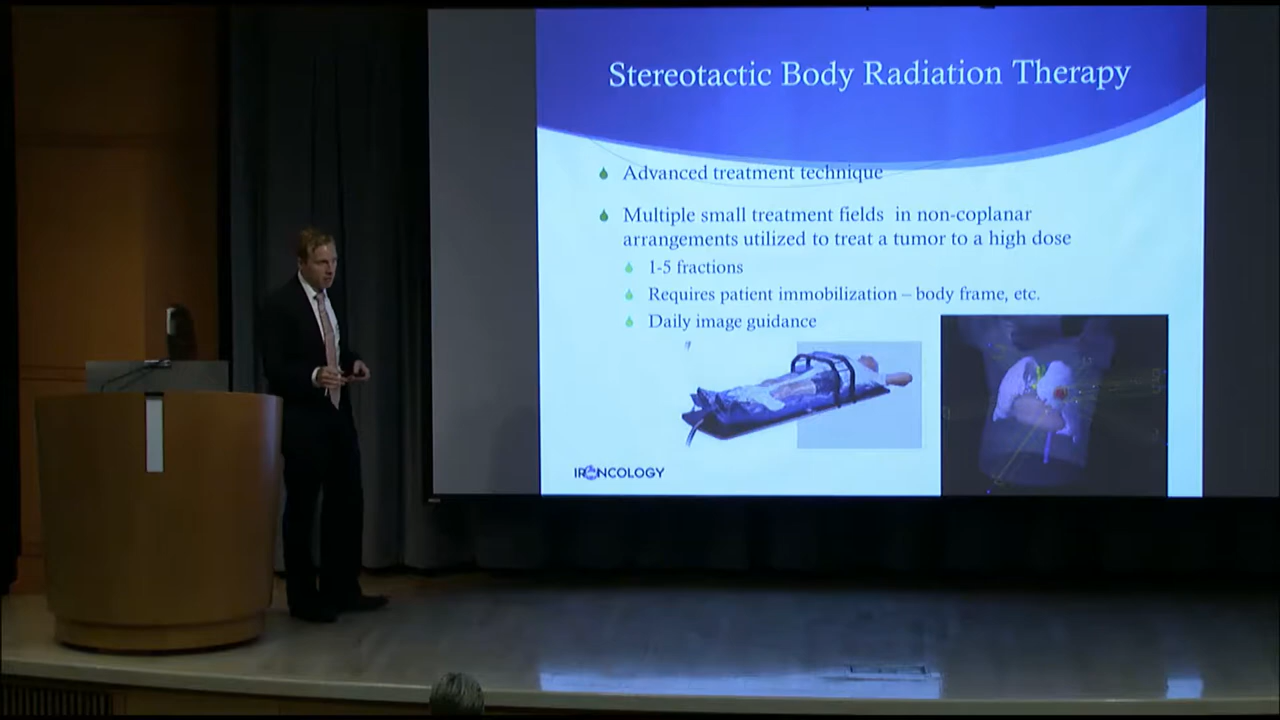 Stereotactic Body Radiation Therapy
Advanced treatment technique
Multiple small treatment fields in non-coplanar
arrangements utilized to treat a tumor to a high dose
1-5 fractions
Requires patient immobilization – body frame, etc.
Daily image guidance
IRONCOLOGY